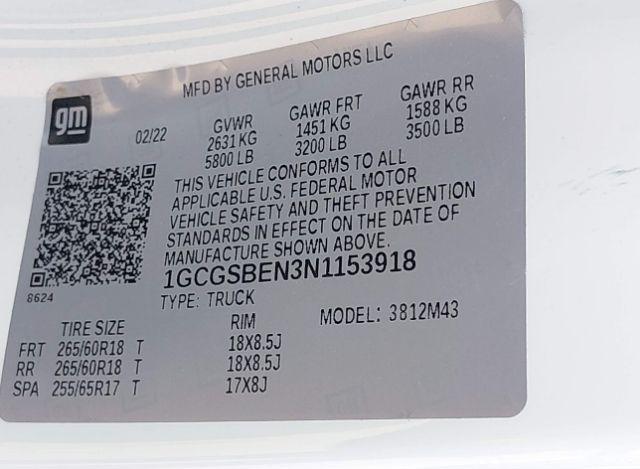 MFD BY GENERAL MOTORS LLC
gm
02/22
GVWR GAWR FRT GAWR RR
2631 KG 1451 KG 1588 KG
5800 LB 3200 LB 3500 LB
THIS VEHICLE CONFORMS TO ALL
APPLICABLE U.S. FEDERAL MOTOR
VEHICLE SAFETY AND THEFT PREVENTION
STANDARDS IN EFFECT ON THE DATE OF
MANUFACTURE SHOWN ABOVE.
1GCGSBEN3N1153918
8624
TYPE: TRUCK MODEL: 3812M43
TIRE SIZE RIM
FRT 265/60R18 T 18X8.5J
RR 265/60R18 T 18X8.5J
SPA 255/65R17 T 17X8J